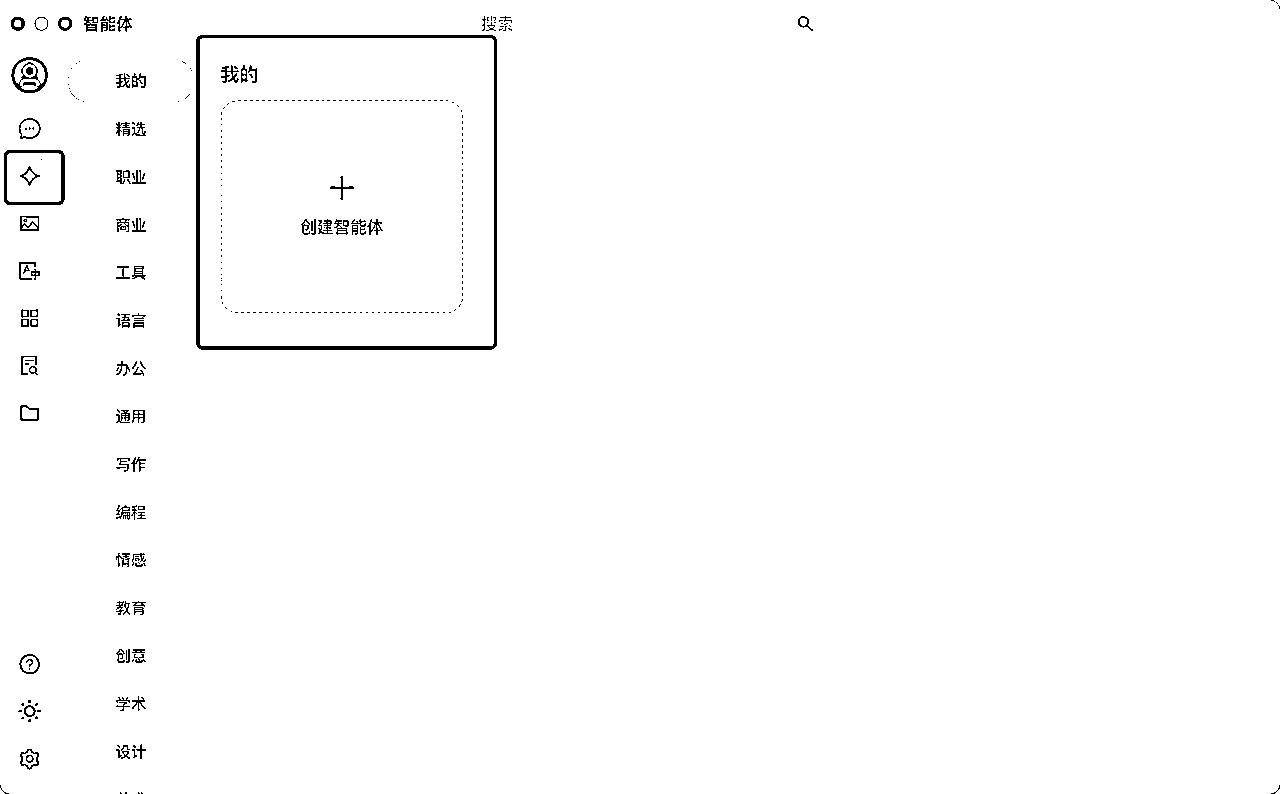 智能体
搜索
我的
精选
职业
商业
工具
语言
办公
通用
写作
编程
情感
教育
创意
学术
设计
我的
创建智能体